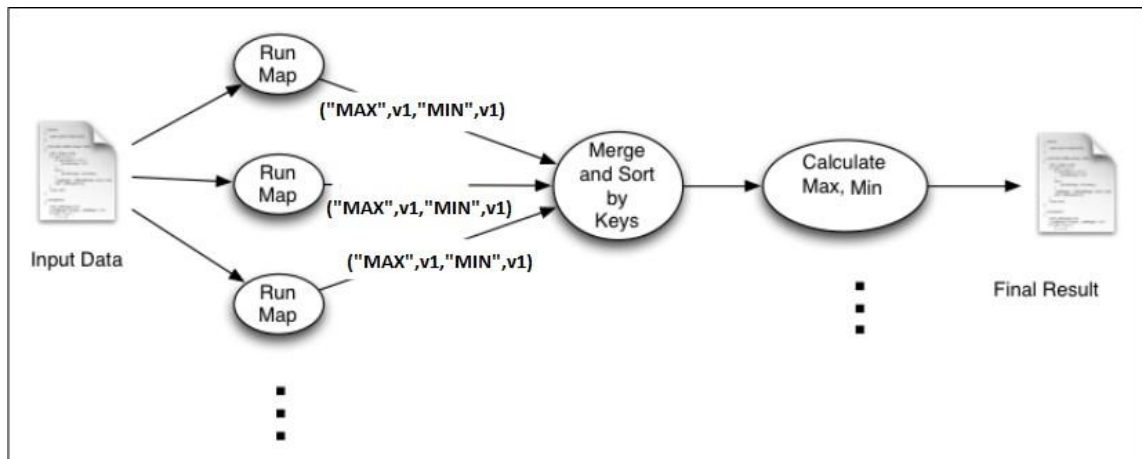 Run
Map
("MAX",v1,"MIN",v1)
Input Data
Run
Map
("MAX",v1,"MIN",v1)
Run
Map
("MAX",v1,"MIN",v1)
Merge
and Sort
by
Keys
Calculate
Max, Min
Final Result